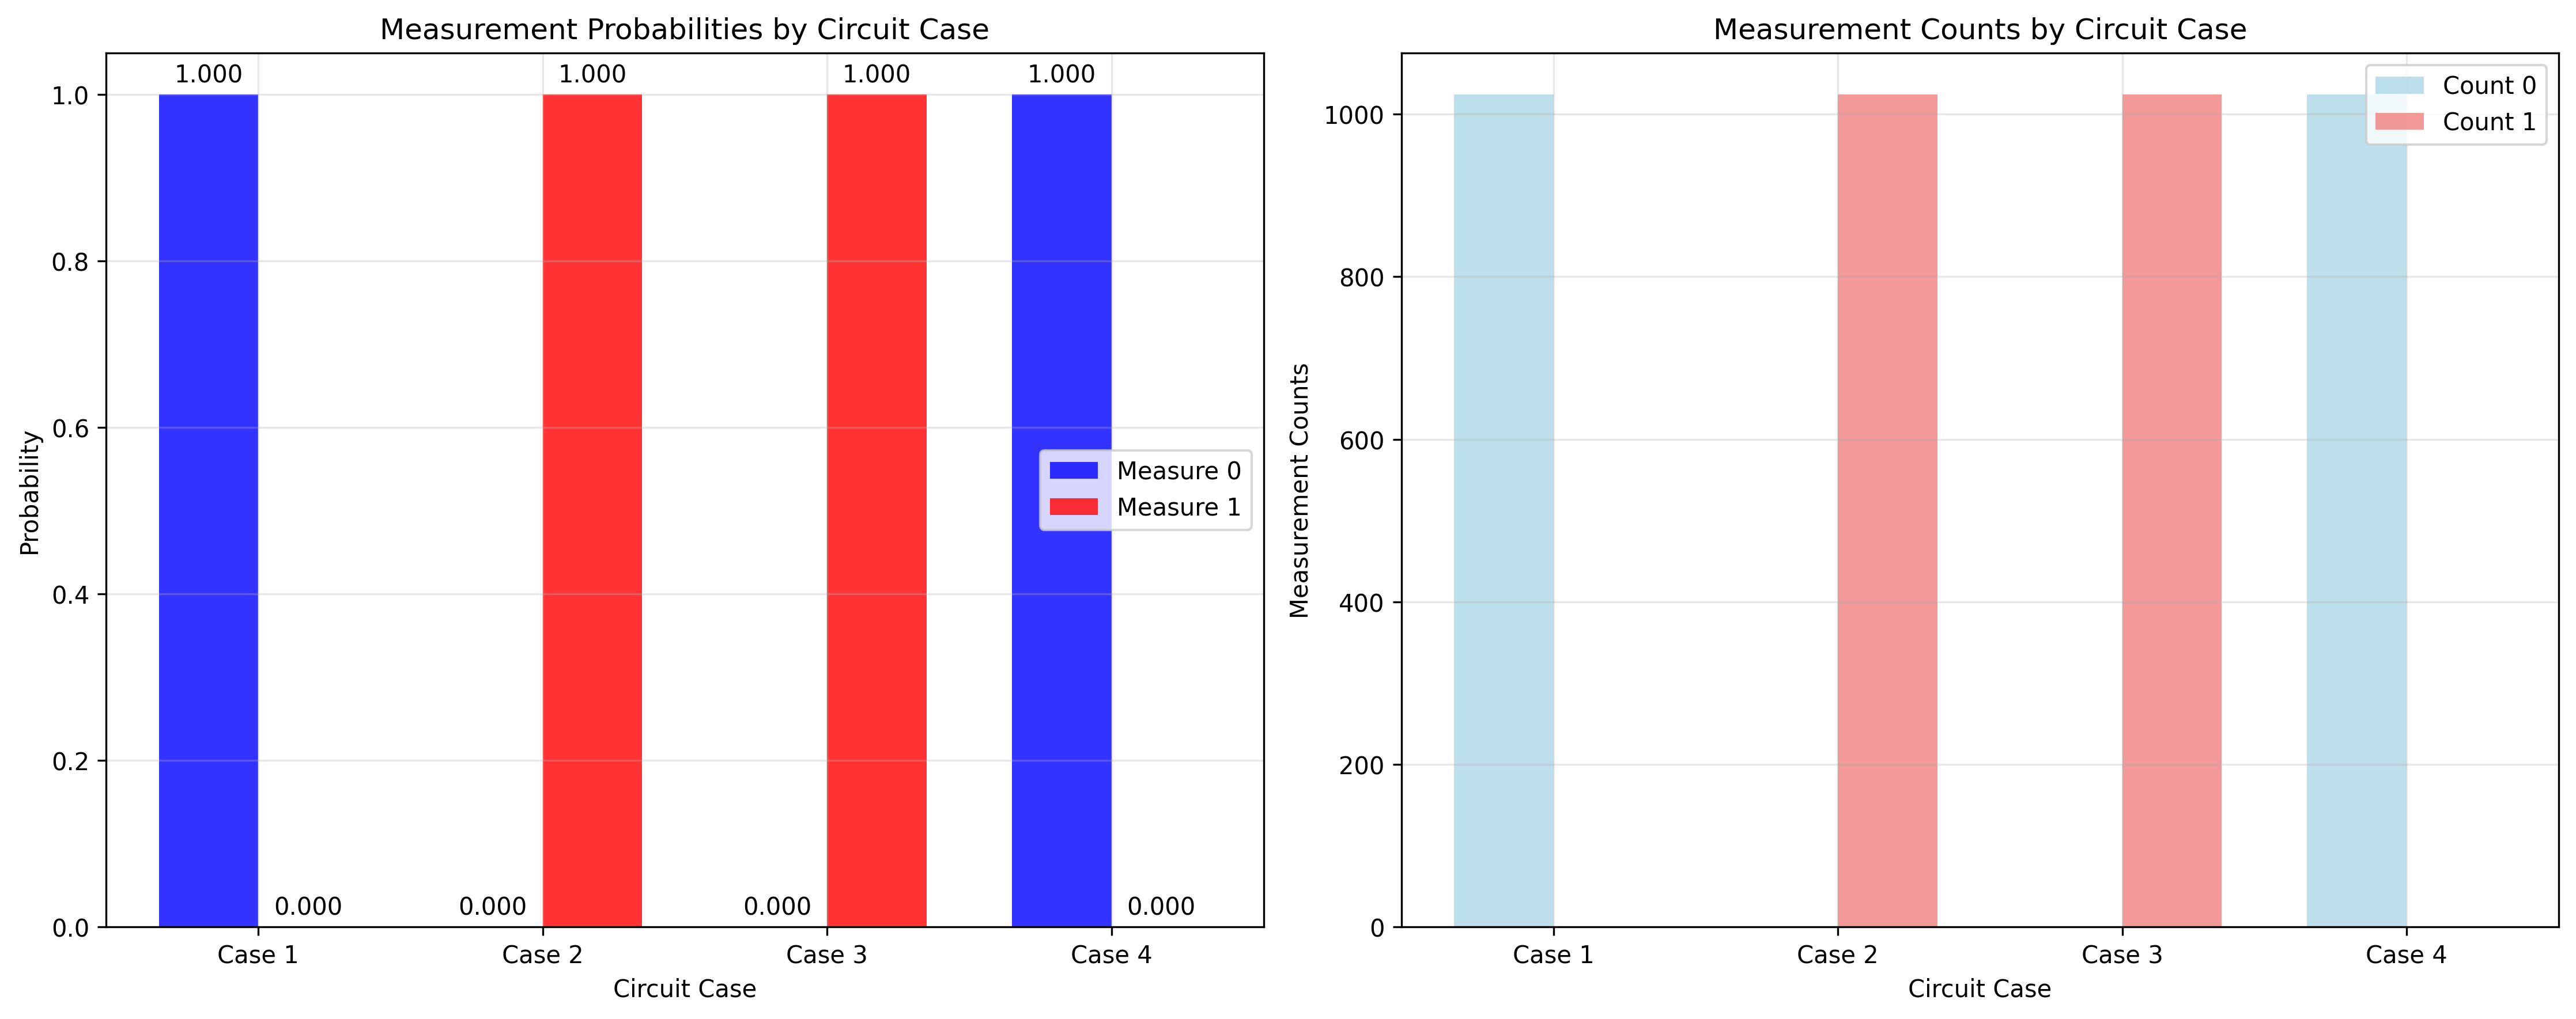 Measurement Probabilities by Circuit Case
1.000 1.000 1.000 1.000
1.0
0.8
0.6
0.4
0.2
0.0
Probability
Measure 0
Measure 1
0.000 0.000 0.000 0.000
Case 1 Case 2 Case 3 Case 4
Circuit Case
Measurement Counts by Circuit Case
Count 0
Count 1
1000
800
600
400
200
0
Measurement Counts
Case 1 Case 2 Case 3 Case 4
Circuit Case